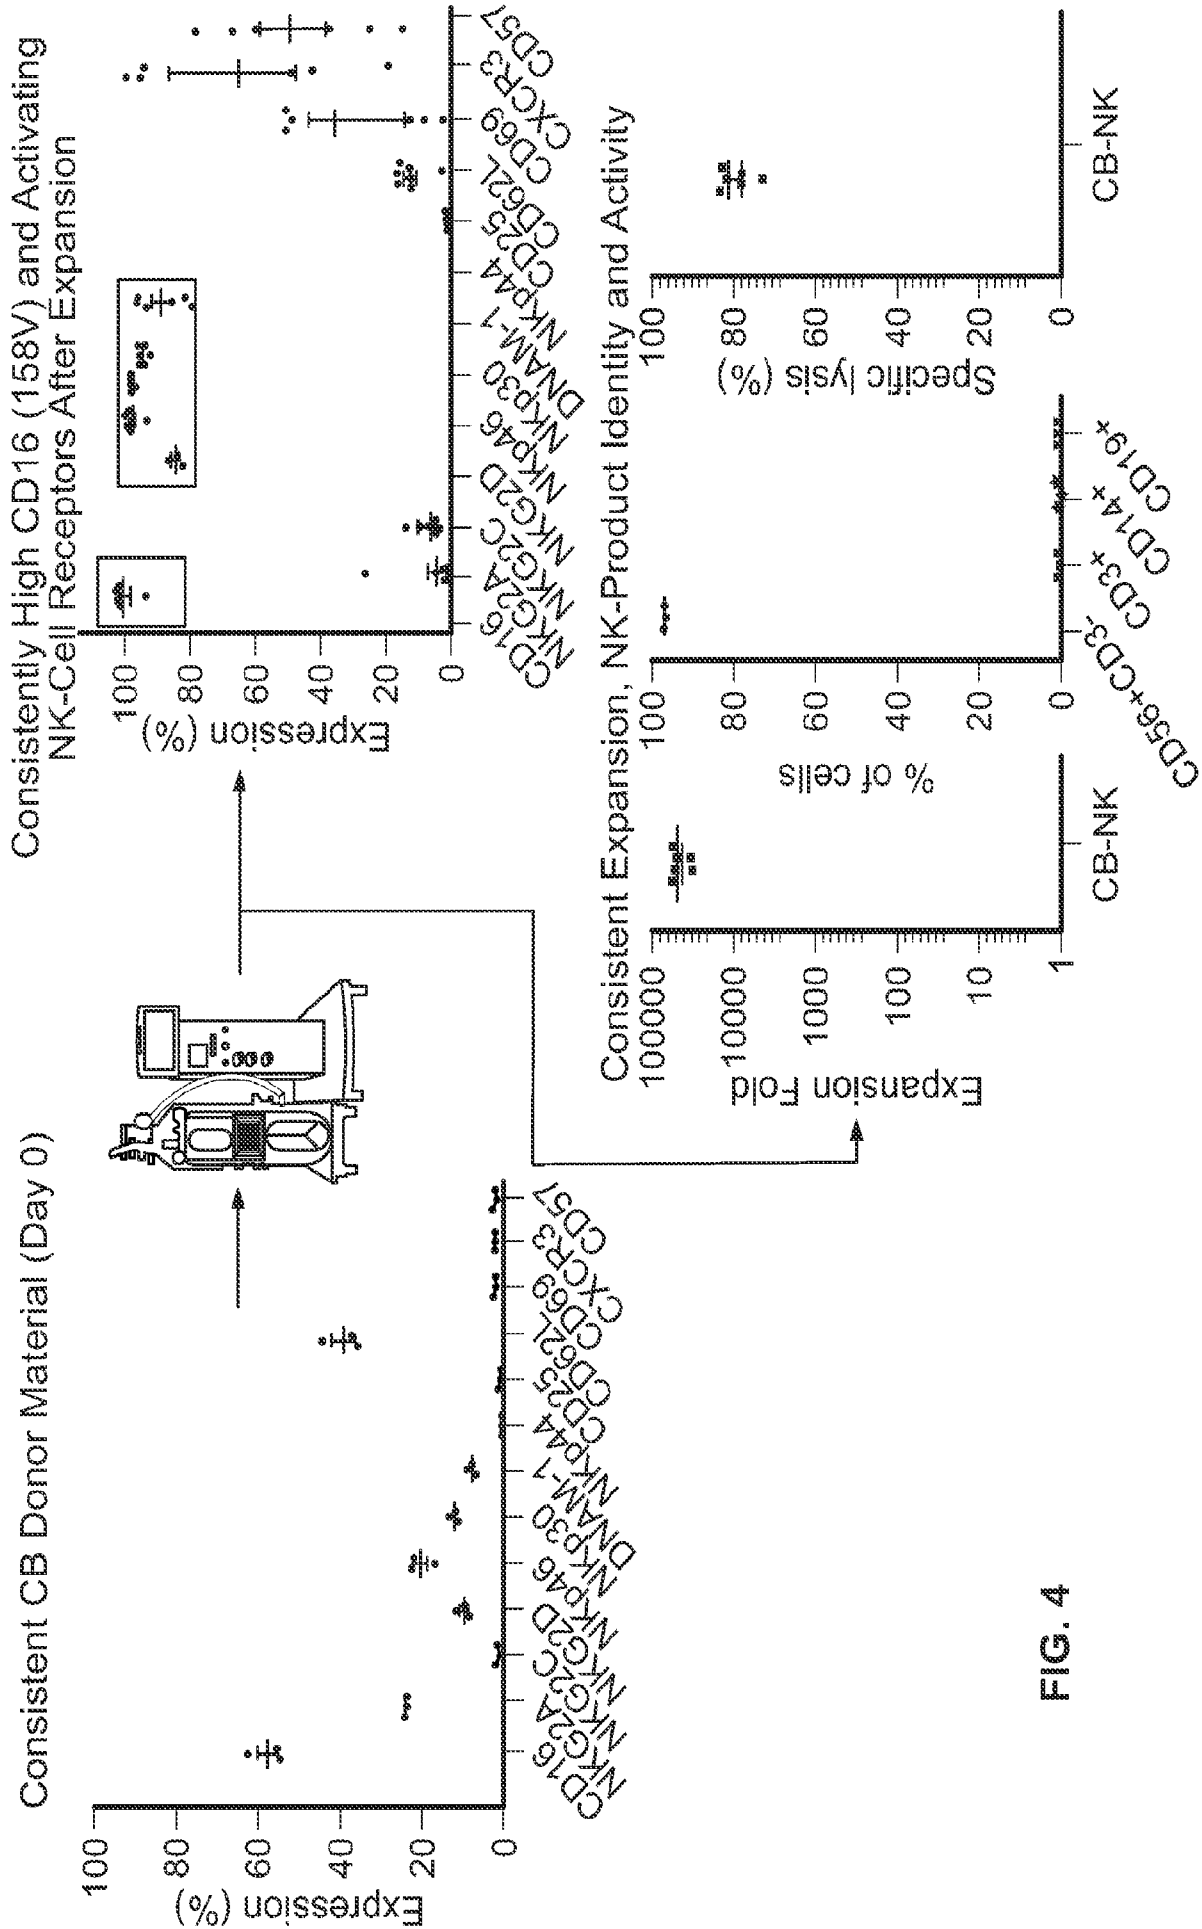 Consistent CB Donor Material (Day 0)
Expression (%)
100
80
60
40
20
0
CD16
NKG2A
NKG2C
NKG2D
NKp46
NKp30
DNAM-1
NKp44
CD25
CD62L
CD69
CXCR3
CD57
Consistently High CD16 (158V) and Activating
NK-Cell Receptors After Expansion
Expression (%)
100
80
60
40
20
0
CD16
NKG2A
NKG2C
NKG2D
NKp46
NKp30
DNAM-1
NKp44
CD25
CD62L
CD69
CXCR3
CD57
Consistent Expansion, NK-Product Identity and Activity
Expansion Fold
100000
10000
1000
100
10
1
CB-NK
% of cells
100
80
60
40
20
0
CD56+CD3-
CD3+
CD14+
CD19+
Specific lysis (%)
100
80
60
40
20
0
CB-NK
FIG. 4